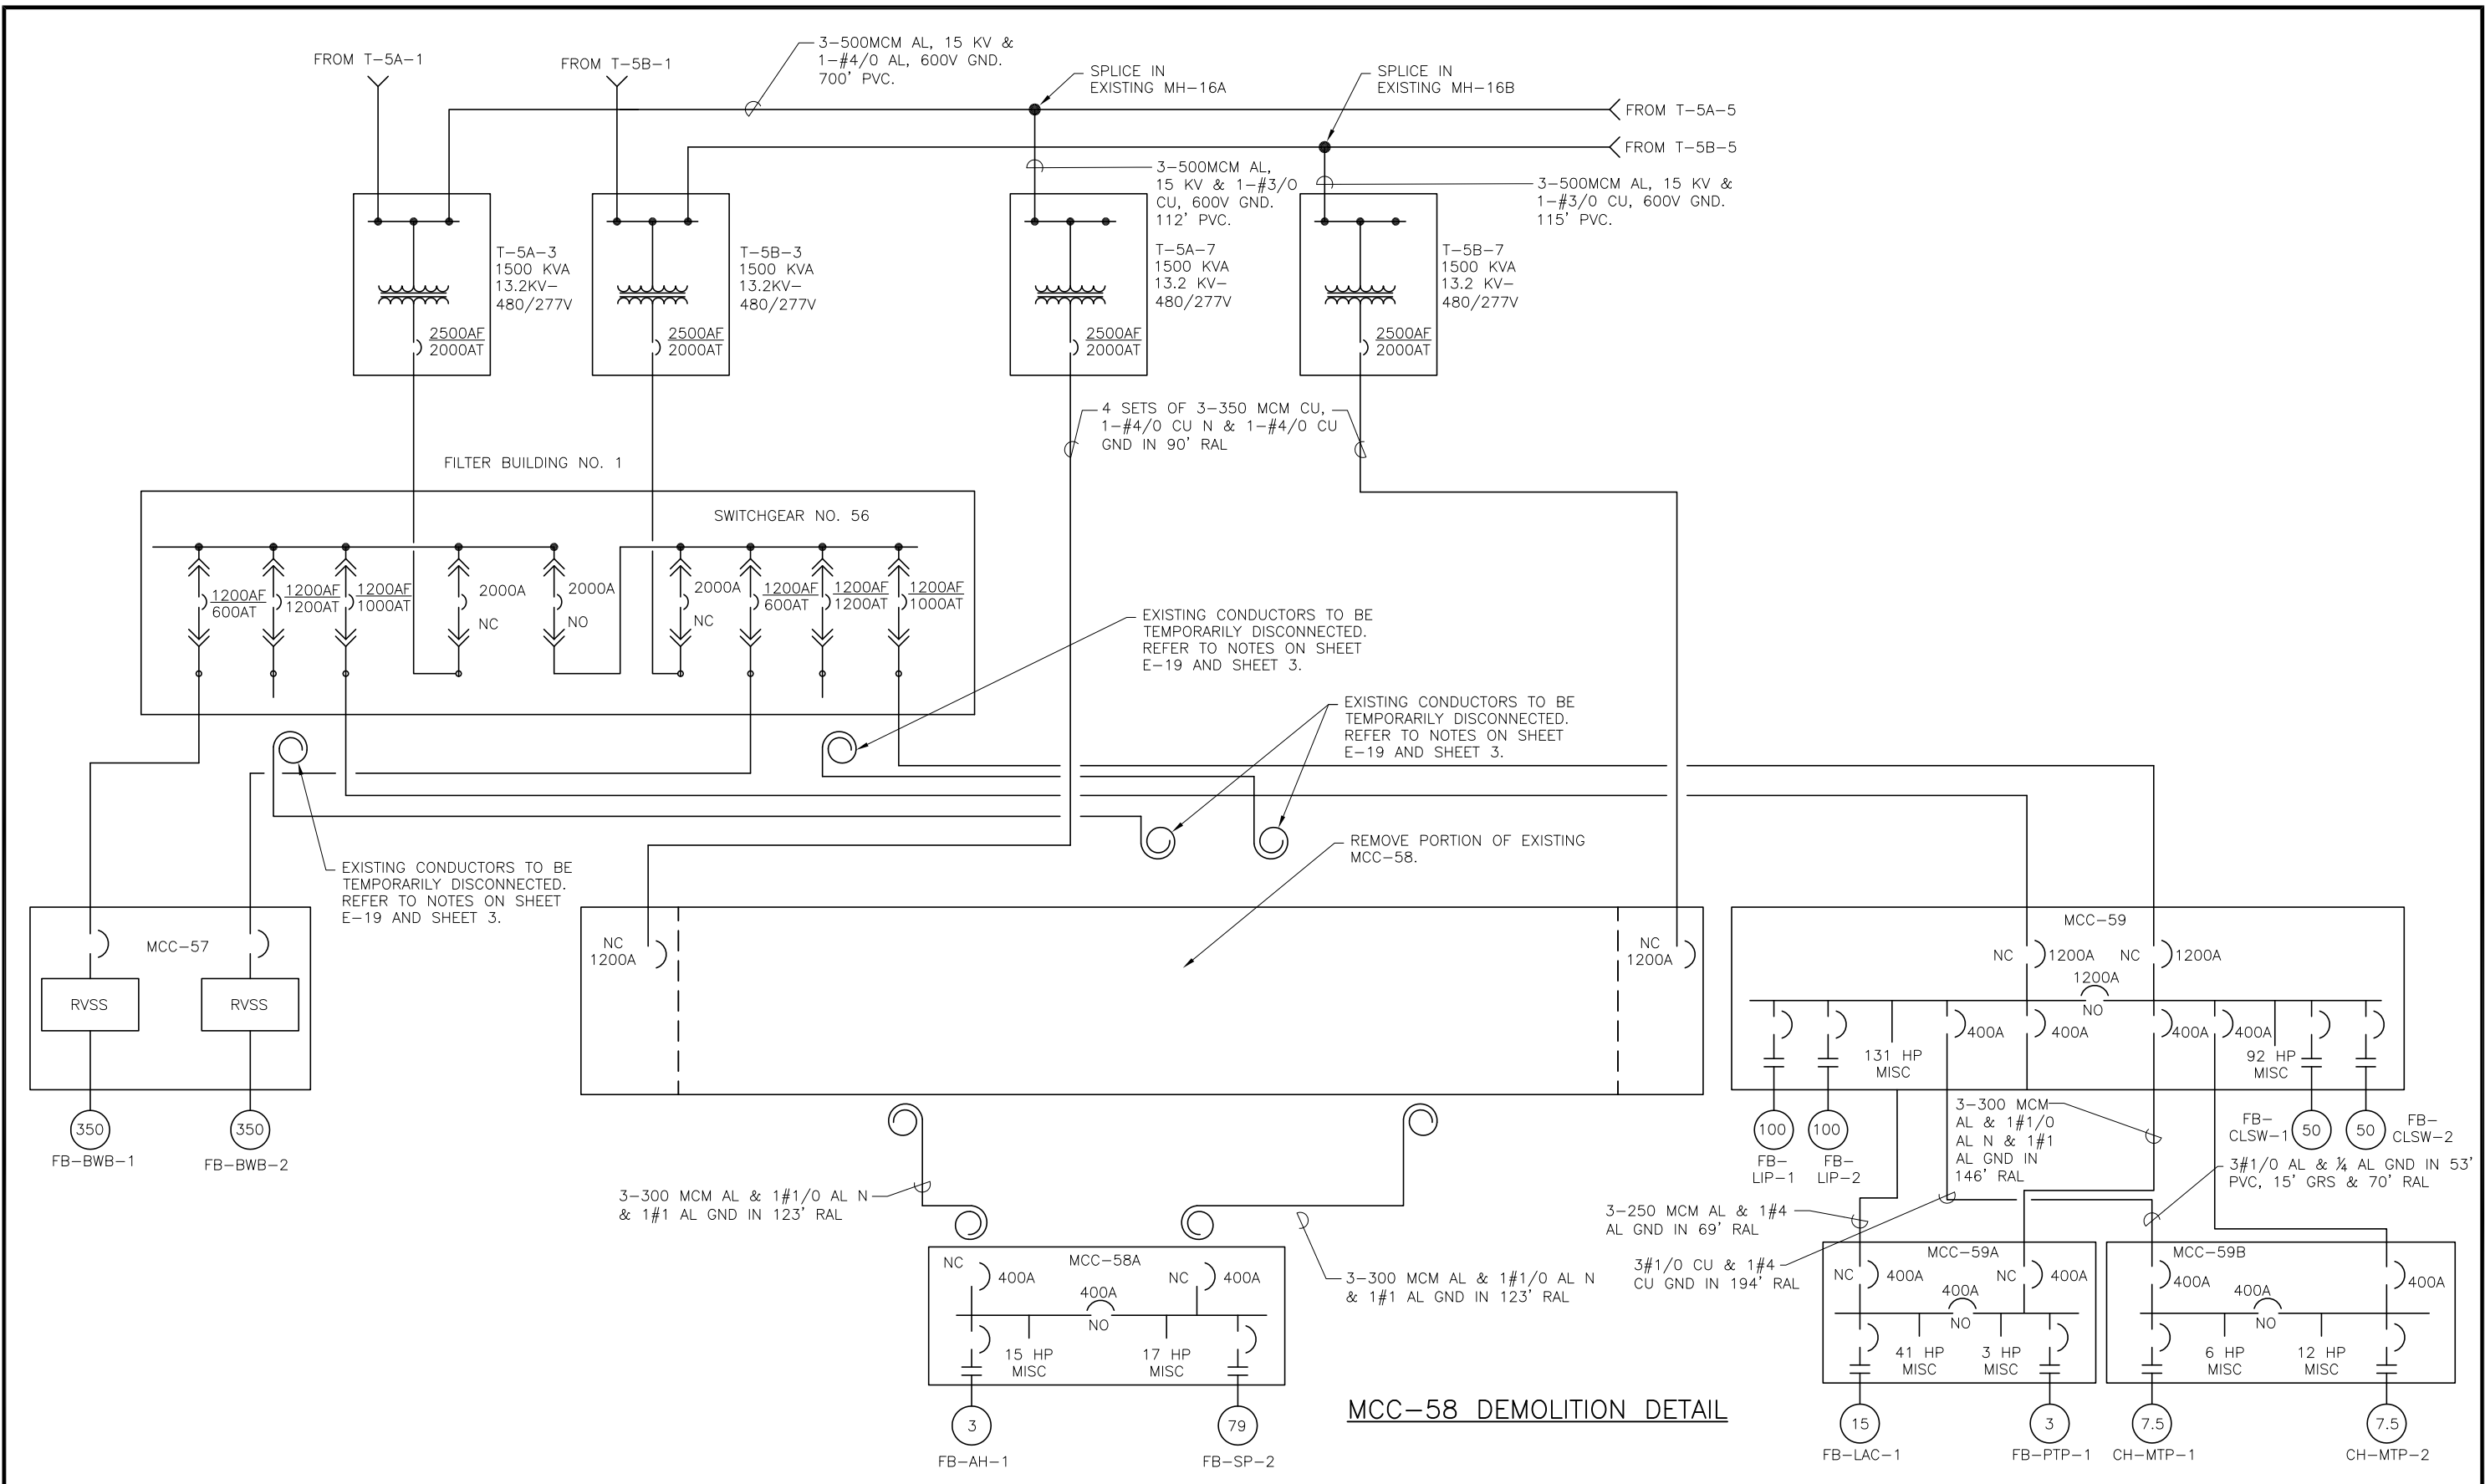 FROM T-5A-1
FROM T-5B-1
3-500MCM AL, 15 KV &
1-#4/0 AL, 600V GND.
700' PVC.
SPLICE IN
EXISTING MH-16A
SPLICE IN
EXISTING MH-16B
FROM T-5A-5
FROM T-5B-5
3-500MCM AL,
15 KV & 1-#3/0
CU, 600V GND.
112' PVC.
3-500MCM AL, 15 KV &
1-#3/0 CU, 600V GND.
115' PVC.
T-5A-3
1500 KVA
13.2KV-
480/277V
2500AF
2000AT
T-5B-3
1500 KVA
13.2KV-
480/277V
2500AF
2000AT
T-5A-7
1500 KVA
13.2 KV-
480/277V
2500AF
2000AT
T-5B-7
1500 KVA
13.2 KV-
480/277V
2500AF
2000AT
4 SETS OF 3-350 MCM CU,
1-#4/0 CU N & 1-#4/0 CU
GND IN 90' RAL
FILTER BUILDING NO. 1
SWITCHGEAR NO. 56
1200AF
600AT
1200AF
1200AT
1200AF
1000AT
2000A
NC
2000A
NO
2000A
NC
1200AF
600AT
1200AF
1200AT
1200AF
1000AT
EXISTING CONDUCTORS TO BE
TEMPORARILY DISCONNECTED.
REFER TO NOTES ON SHEET
E-19 AND SHEET 3.
EXISTING CONDUCTORS TO BE
TEMPORARILY DISCONNECTED.
REFER TO NOTES ON SHEET
E-19 AND SHEET 3.
EXISTING CONDUCTORS TO BE
TEMPORARILY DISCONNECTED.
REFER TO NOTES ON SHEET
E-19 AND SHEET 3.
REMOVE PORTION OF EXISTING
MCC-58.
MCC-57
RVSS
RVSS
350
350
FB-BWB-1
FB-BWB-2
NC
1200A
NC
1200A
MCC-59
NC
1200A
NC
1200A
1200A
NO
400A
400A
400A
400A
131 HP
MISC
92 HP
MISC
100
100
FB-
LIP-1
FB-
LIP-2
3-300 MCM
AL & 1#1/0
AL N & 1#1
AL GND IN
146' RAL
FB-
CLSW-1
50
50
FB-
CLSW-2
3#1/0 AL & ¼ AL GND IN 53'
PVC, 15' GRS & 70' RAL
3-300 MCM AL & 1#1/0 AL N
& 1#1 AL GND IN 123' RAL
3-300 MCM AL & 1#1/0 AL N
& 1#1 AL GND IN 123' RAL
3-250 MCM AL & 1#4
AL GND IN 69' RAL
3#1/0 CU & 1#4
CU GND IN 194' RAL
MCC-58A
NC
400A
NC
400A
400A
NO
15 HP
MISC
17 HP
MISC
3
79
FB-AH-1
FB-SP-2
MCC-59A
NC
400A
NC
400A
400A
NO
41 HP
MISC
3 HP
MISC
15
3
FB-LAC-1
FB-PTP-1
MCC-59B
400A
400A
400A
NO
6 HP
MISC
12 HP
MISC
7.5
7.5
CH-MTP-1
CH-MTP-2
MCC-58 DEMOLITION DETAIL